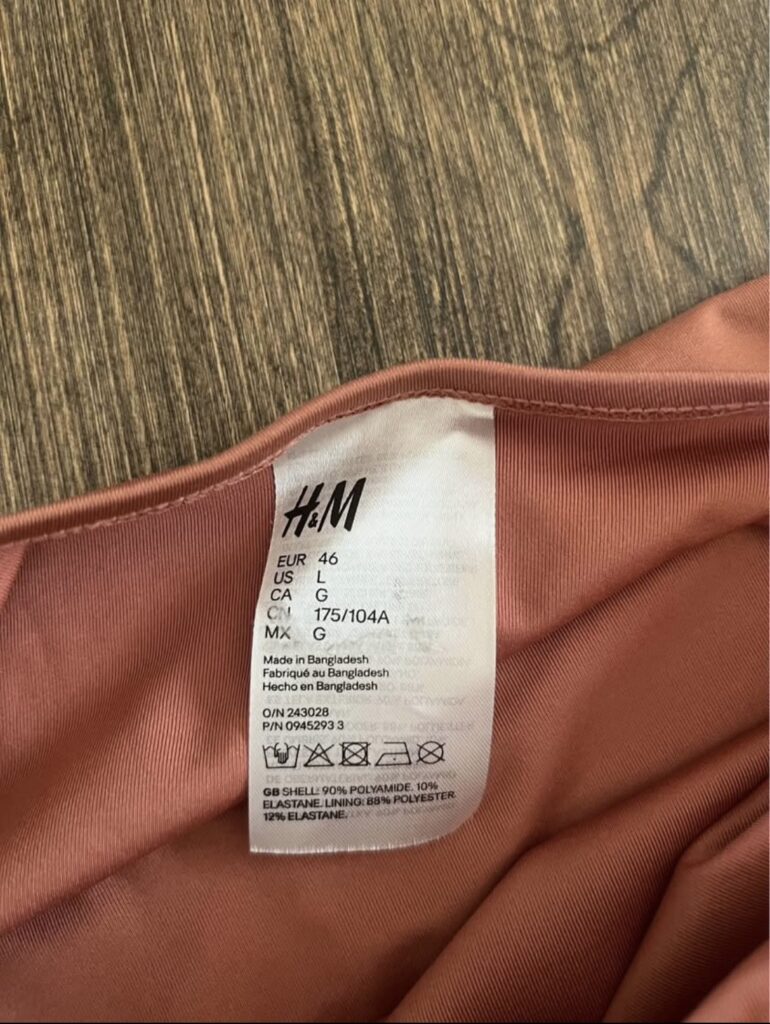 H&M
EUR 46
US L
CA G
CN 175/104A
MX G
Made in Bangladesh
Fabriqué au Bangladesh
Hecho en Bangladesh
O/N 243028
P/N 0945293 3
GB SHELL: 90% POLYAMIDE. 10%
ELASTANE. LINING: 88% POLYESTER.
12% ELASTANE.